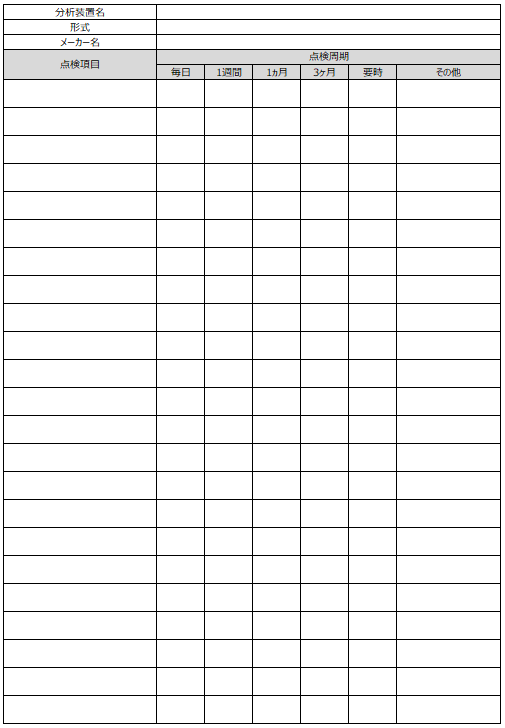 分析装置名
形式
メーカー名
点検項目
点検周期
毎日 1週間 1ヵ月 3ヶ月 要時 その他